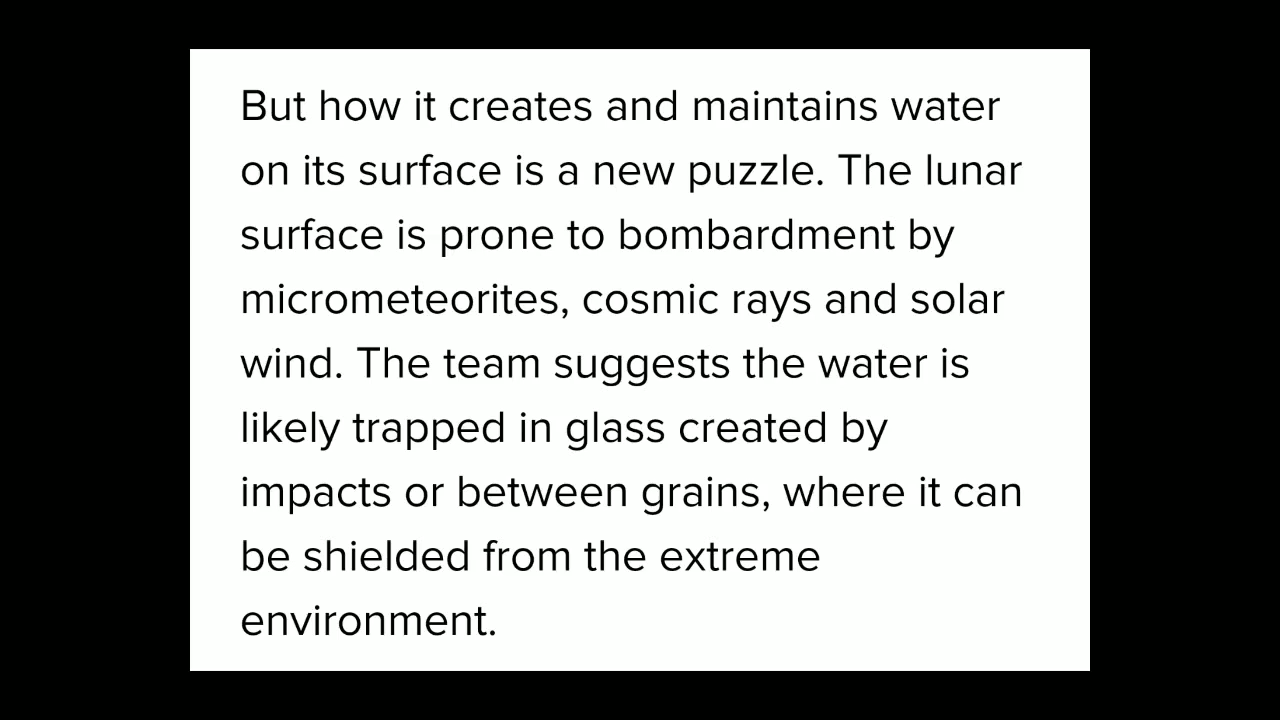 But how it creates and maintains water
on its surface is a new puzzle. The lunar
surface is prone to bombardment by
micrometeorites, cosmic rays and solar
wind. The team suggests the water is
likely trapped in glass created by
impacts or between grains, where it can
be shielded from the extreme
environment.